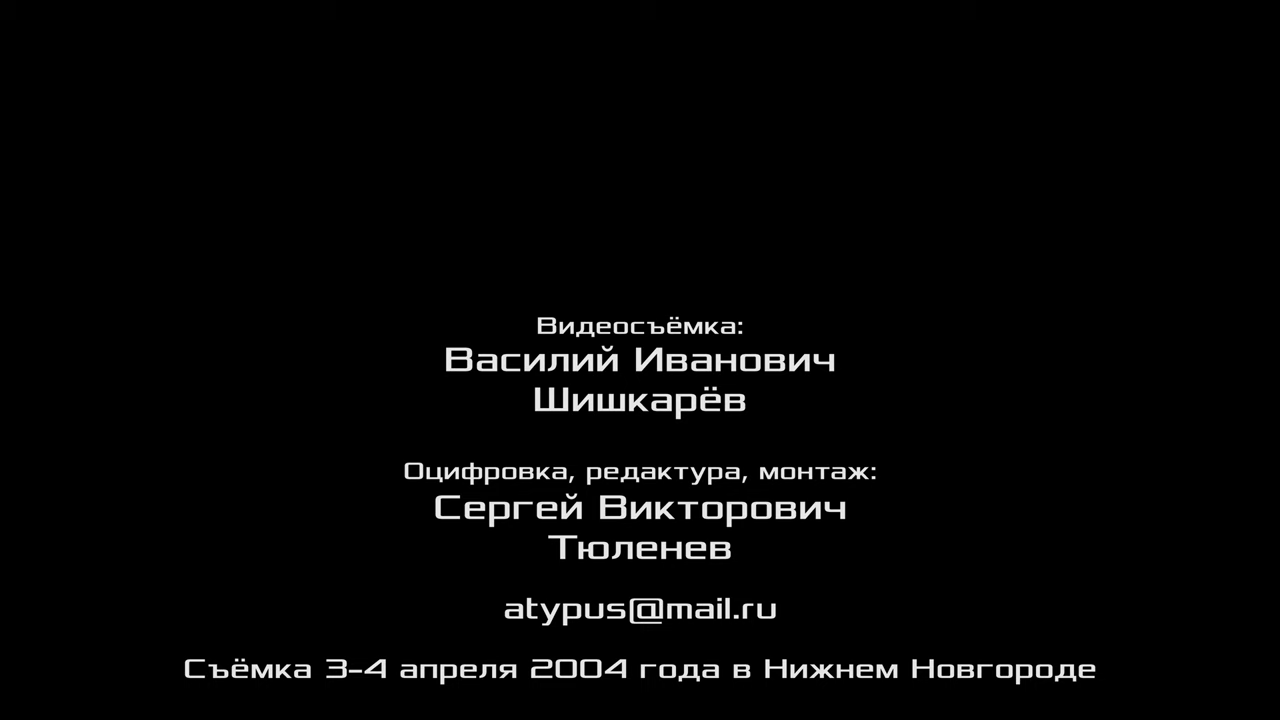 Видеосъёмка:
Василий Иванович
Шишкарёв
Оцифровка, редактура, монтаж:
Сергей Викторович
Тюленев
atypus@mail.ru
Съёмка 3-4 апреля 2004 года в Нижнем Новгороде